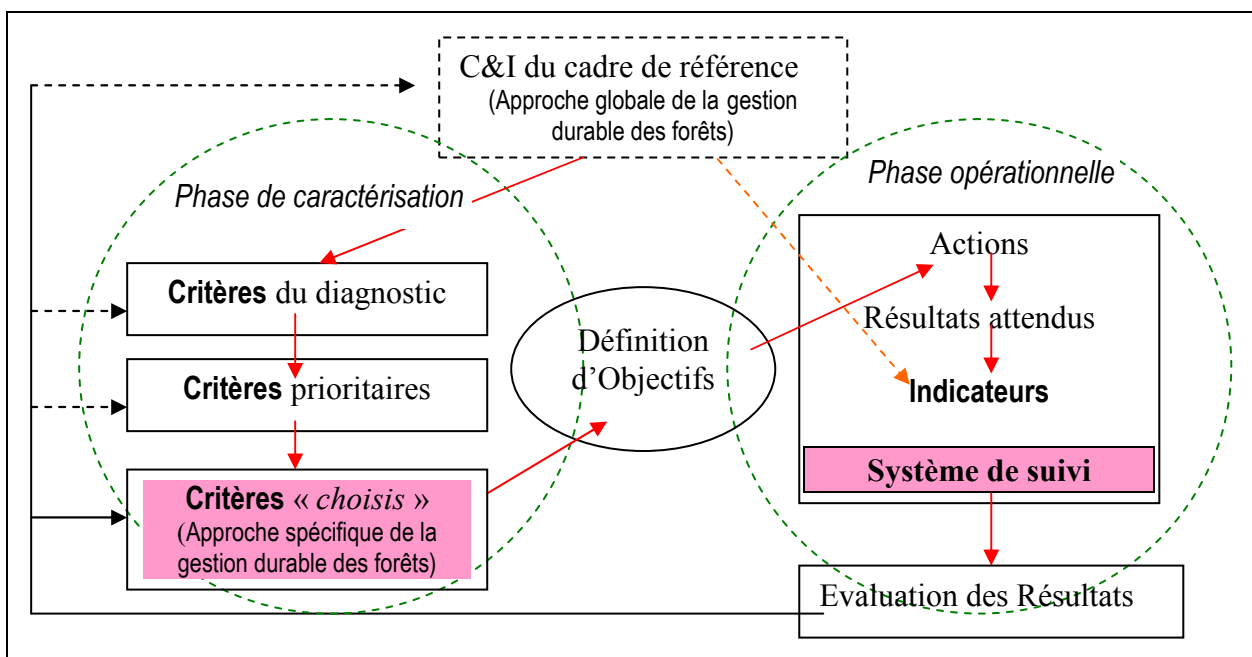 C&I du cadre de référence
(Approche globale de la gestion
durable des forêts)
Phase de caractérisation
Critères du diagnostic
Critères prioritaires
Critères « choisis »
(Approche spécifique de la
gestion durable des forêts)
Définition
d’Objectifs
Phase opérationnelle
Actions
Résultats attendus
Indicateurs
Système de suivi
Evaluation des Résultats